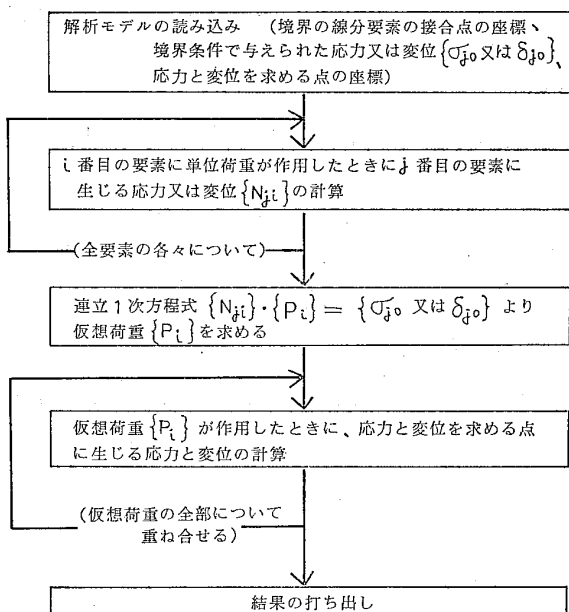 解析モデルの読み込み (境界の線分要素の接合点の座標、
境界条件で与えられた応力又は変位{σj0又はδj0}、
応力と変位を求める点の座標)
i番目の要素に単位荷重が作用したときにj番目の要素に
生じる応力又は変位{Nji}の計算
(全要素の各々について)
連立1次方程式 {Nji}・{Pi}= {σj0 又は δj0} より
仮想荷重{Pi}を求める
仮想荷重{Pi}が作用したときに、応力と変位を求める点
に生じる応力と変位の計算
(仮想荷重の全部について
重ね合せる)
結果の打ち出し